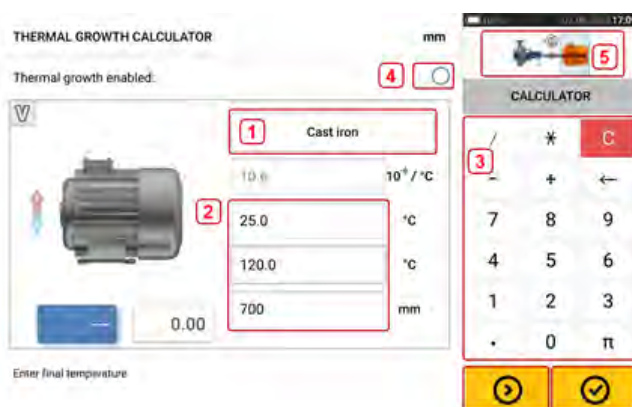 THERMAL GROWTH CALCULATOR mm
17:0
Thermal growth enabled: 4
5
CALCULATOR
V
1 Cast iron
/ * C
3
10.6 10⁻⁶ / °C
- + ←
2
25.0 °C
7 8 9
120.0 °C
4 5 6
700 mm
1 2 3
--- 0.00
. 0 π
Enter final temperature